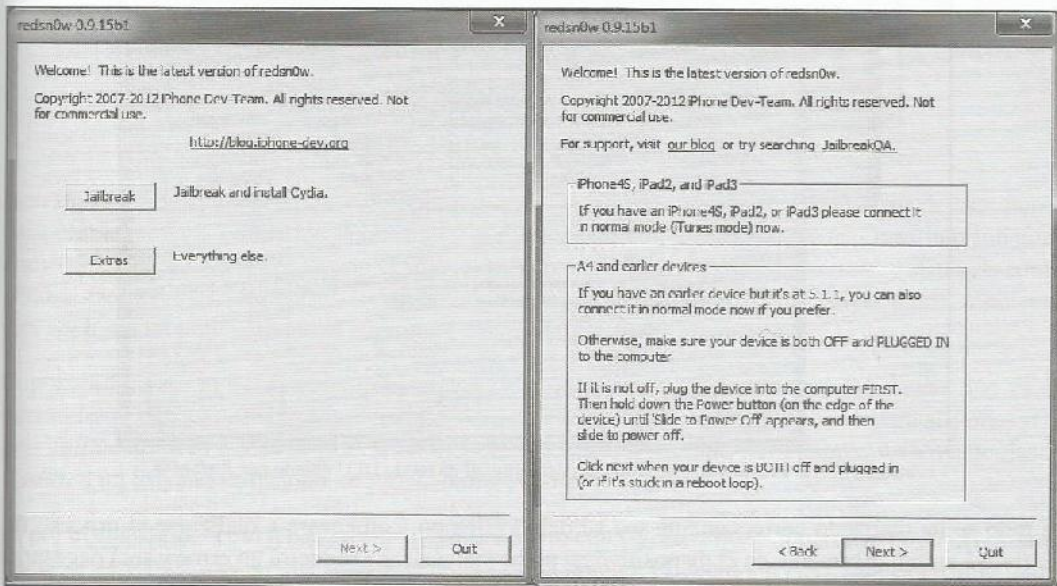 redsn0w 0.9.15b1
Welcome! This is the latest version of redsn0w.
Copyright 2007-2012 iPhone Dev-Team. All rights reserved. Not
for commercial use.
http://blog.iphone-dev.org
Jailbreak
Jailbreak and install Cydia.
Extras
Everything else.
Next >
Quit
redsn0w 0.9.15b1
Welcome! This is the latest version of redsn0w.
Copyright 2007-2012 iPhone Dev-Team. All rights reserved. Not
for commercial use.
For support, visit our blog or try searching JailbreakQA.
iPhone4S, iPad2, and iPad3
If you have an iPhone4S, iPad2, or iPad3 please connect it
in normal mode (iTunes mode) now.
A4 and earlier devices
If you have an earlier device but it's at 5.1.1, you can also
connect it in normal mode now if you prefer.
Otherwise, make sure your device is both OFF and PLUGGED IN
to the computer
If it is not off, plug the device into the computer FIRST.
Then hold down the Power button (on the edge of the
device) until 'Slide to Power Off' appears, and then
slide to power off.
Click next when your device is BOTH off and plugged in
(or if it's stuck in a reboot loop).
< Back
Next >
Quit